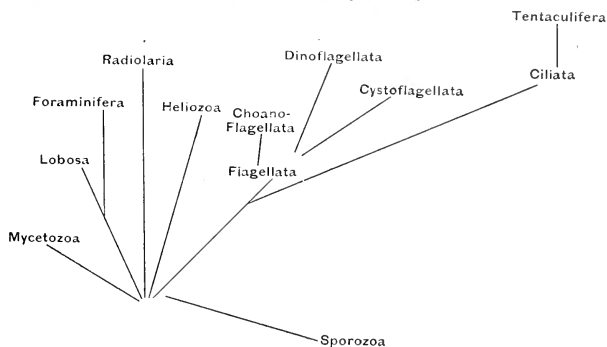 Tentaculifera
Dinoflagellata
Radiolaria
Ciliata
Cystoflagellata
Foraminifera
Heliozoa
Choano-
Flagellata
Lobosa
Flagellata
Mycetozoa
Sporozoa